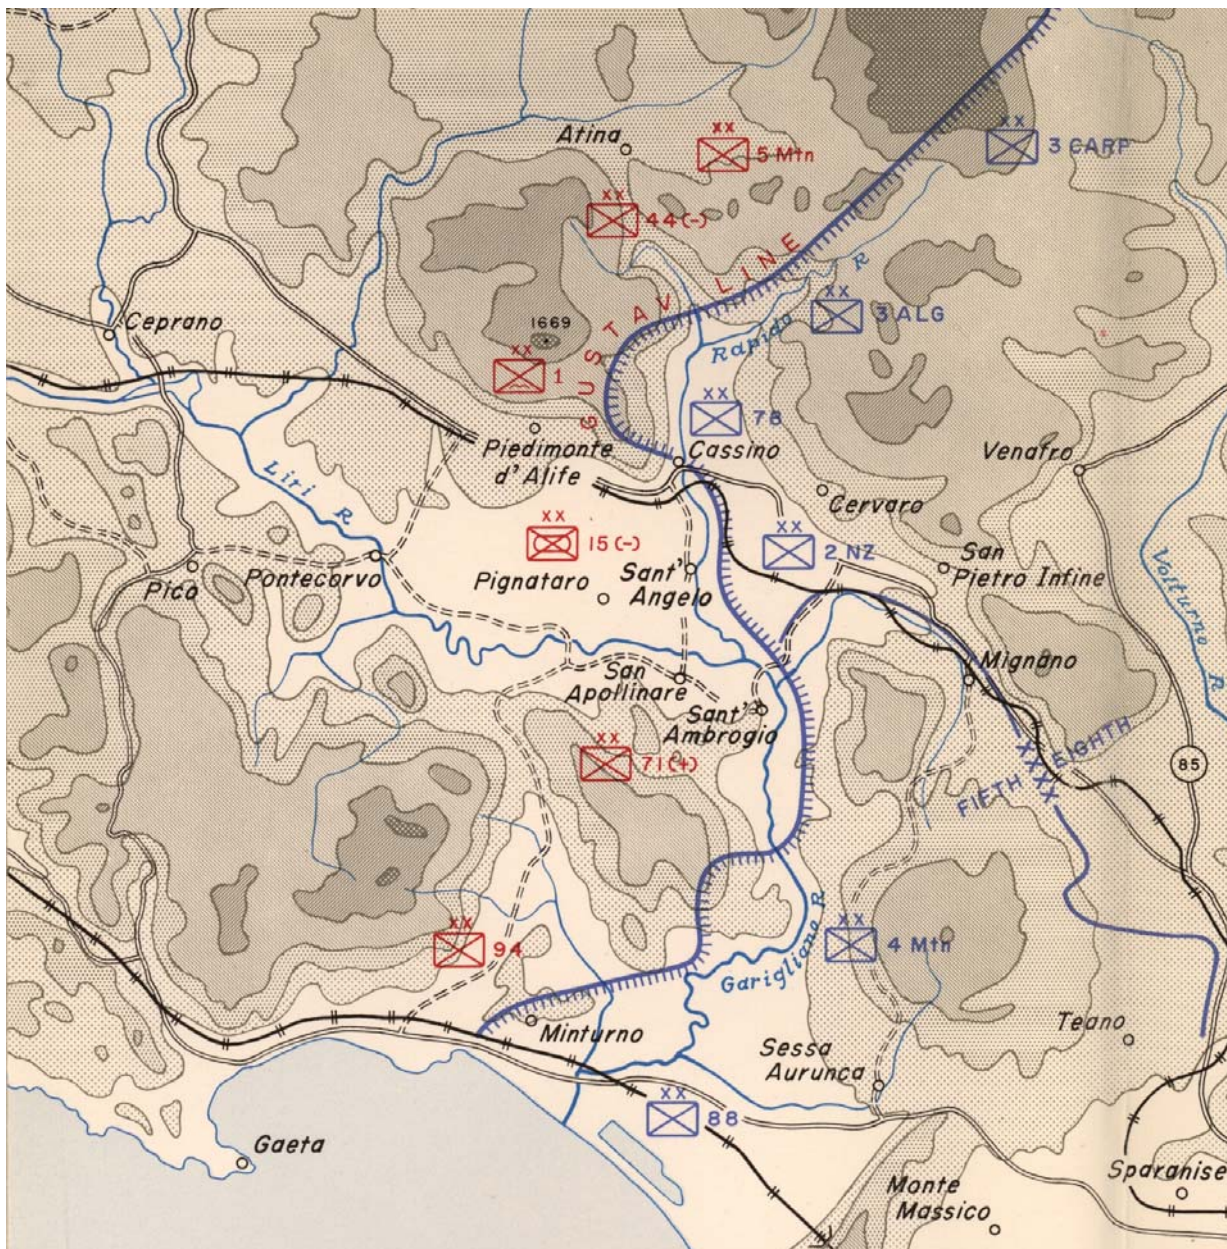 Atina
XX
5 Mtn
XX
3 CARP
XX
44(-)
GUSTAV LINE
XX
3 ALG
Rapido R
1669
Ceprano
XX
1
XX
78
Piedimonte
d'Alife
Cassino
Venafro
Cervaro
Liri R
XX
15(-)
XX
2 NZ
San
Pietro Infine
Pico
Pontecorvo
Pignataro
Sant'
Angelo
Volturno R
Mignano
San
Apollinare
Sant'
Ambrogio
XX
71(+)
XXXX
FIFTH
EIGHTH
85
XX
94
Garigliano R
XX
4 Mtn
Minturno
Teano
Sessa
Aurunca
XX
88
Gaeta
Sparanise
Monte
Massico